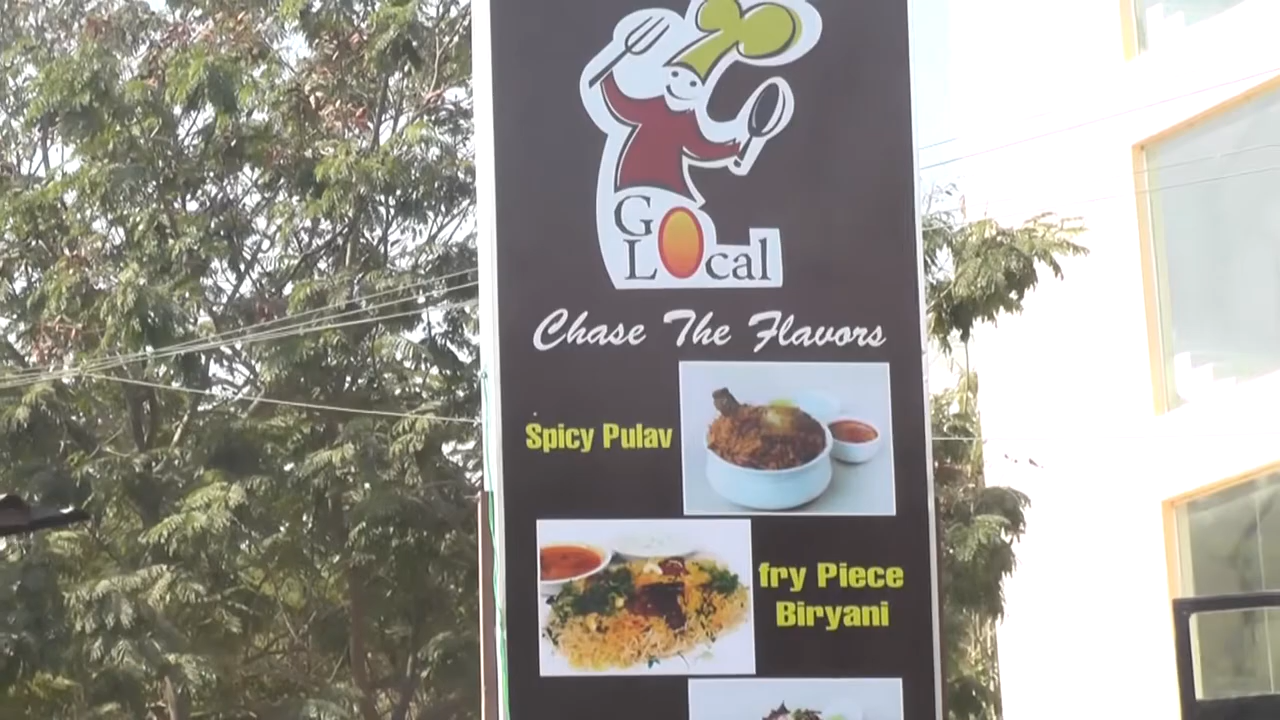 GO
LOcal
Chase The Flavors
Spicy Pulav
fry Piece
Biryani